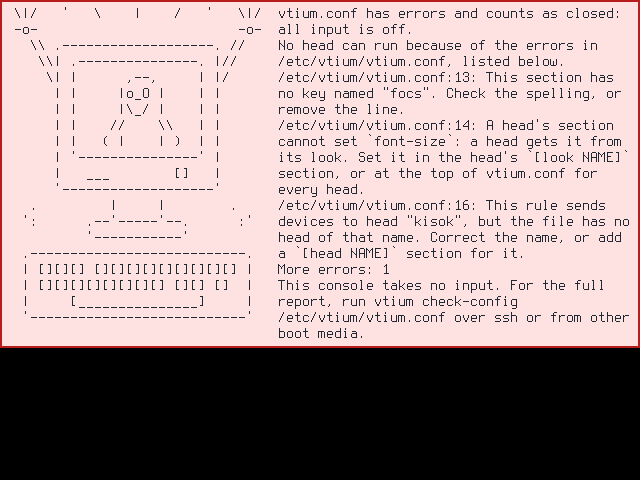 vtium.conf has errors and counts as closed:
all input is off.
No head can run because of the errors in
/etc/vtium/vtium.conf, listed below.
/etc/vtium/vtium.conf:13: This section has
no key named "focs". Check the spelling, or
remove the line.
/etc/vtium/vtium.conf:14: A head's section
cannot set `font-size`: a head gets it from
its look. Set it in the head's `[look NAME]`
section, or at the top of vtium.conf for
every head.
/etc/vtium/vtium.conf:16: This rule sends
devices to head "kisok", but the file has no
head of that name. Correct the name, or add
a `[head NAME]` section for it.
More errors: 1
This console takes no input. For the full
report, run vtium check-config
/etc/vtium/vtium.conf over ssh or from other
boot media.